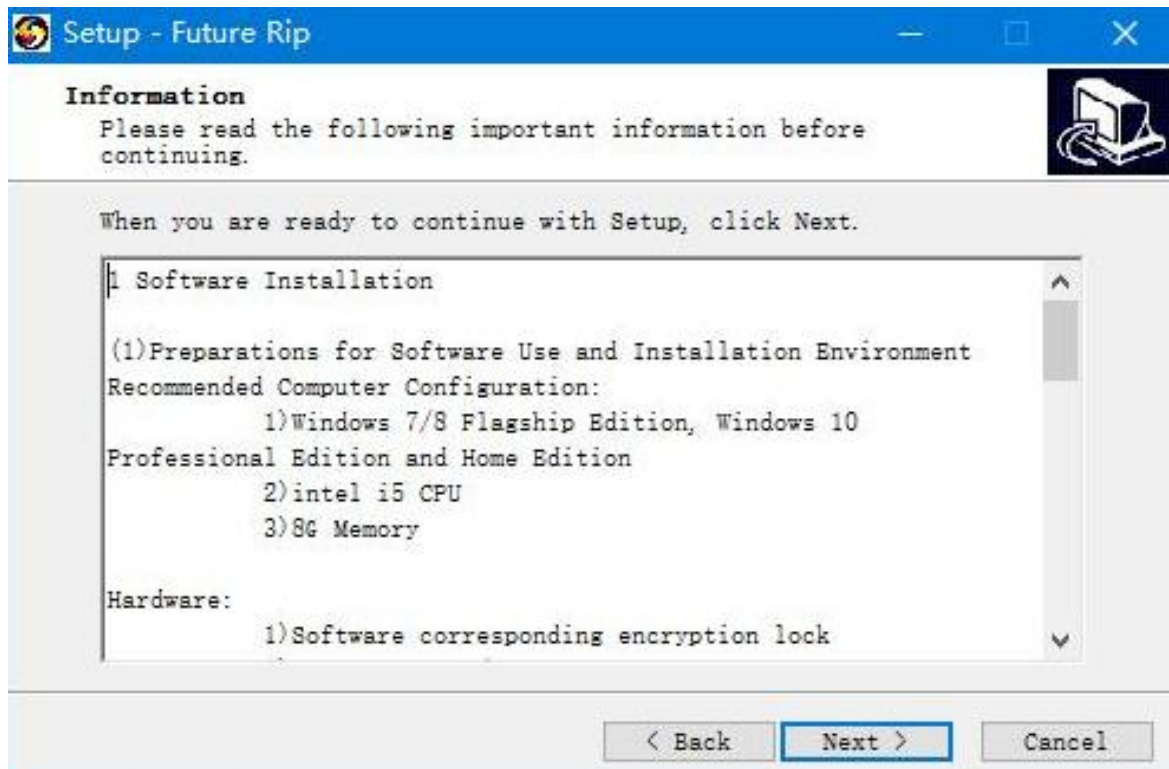 Setup - Future Rip
Information
Please read the following important information before
continuing.
When you are ready to continue with Setup, click Next.
1 Software Installation
(1)Preparations for Software Use and Installation Environment
Recommended Computer Configuration:
1)Windows 7/8 Flagship Edition, Windows 10
Professional Edition and Home Edition
2)intel i5 CPU
3)8G Memory
Hardware:
1)Software corresponding encryption lock
< Back
Next >
Cancel